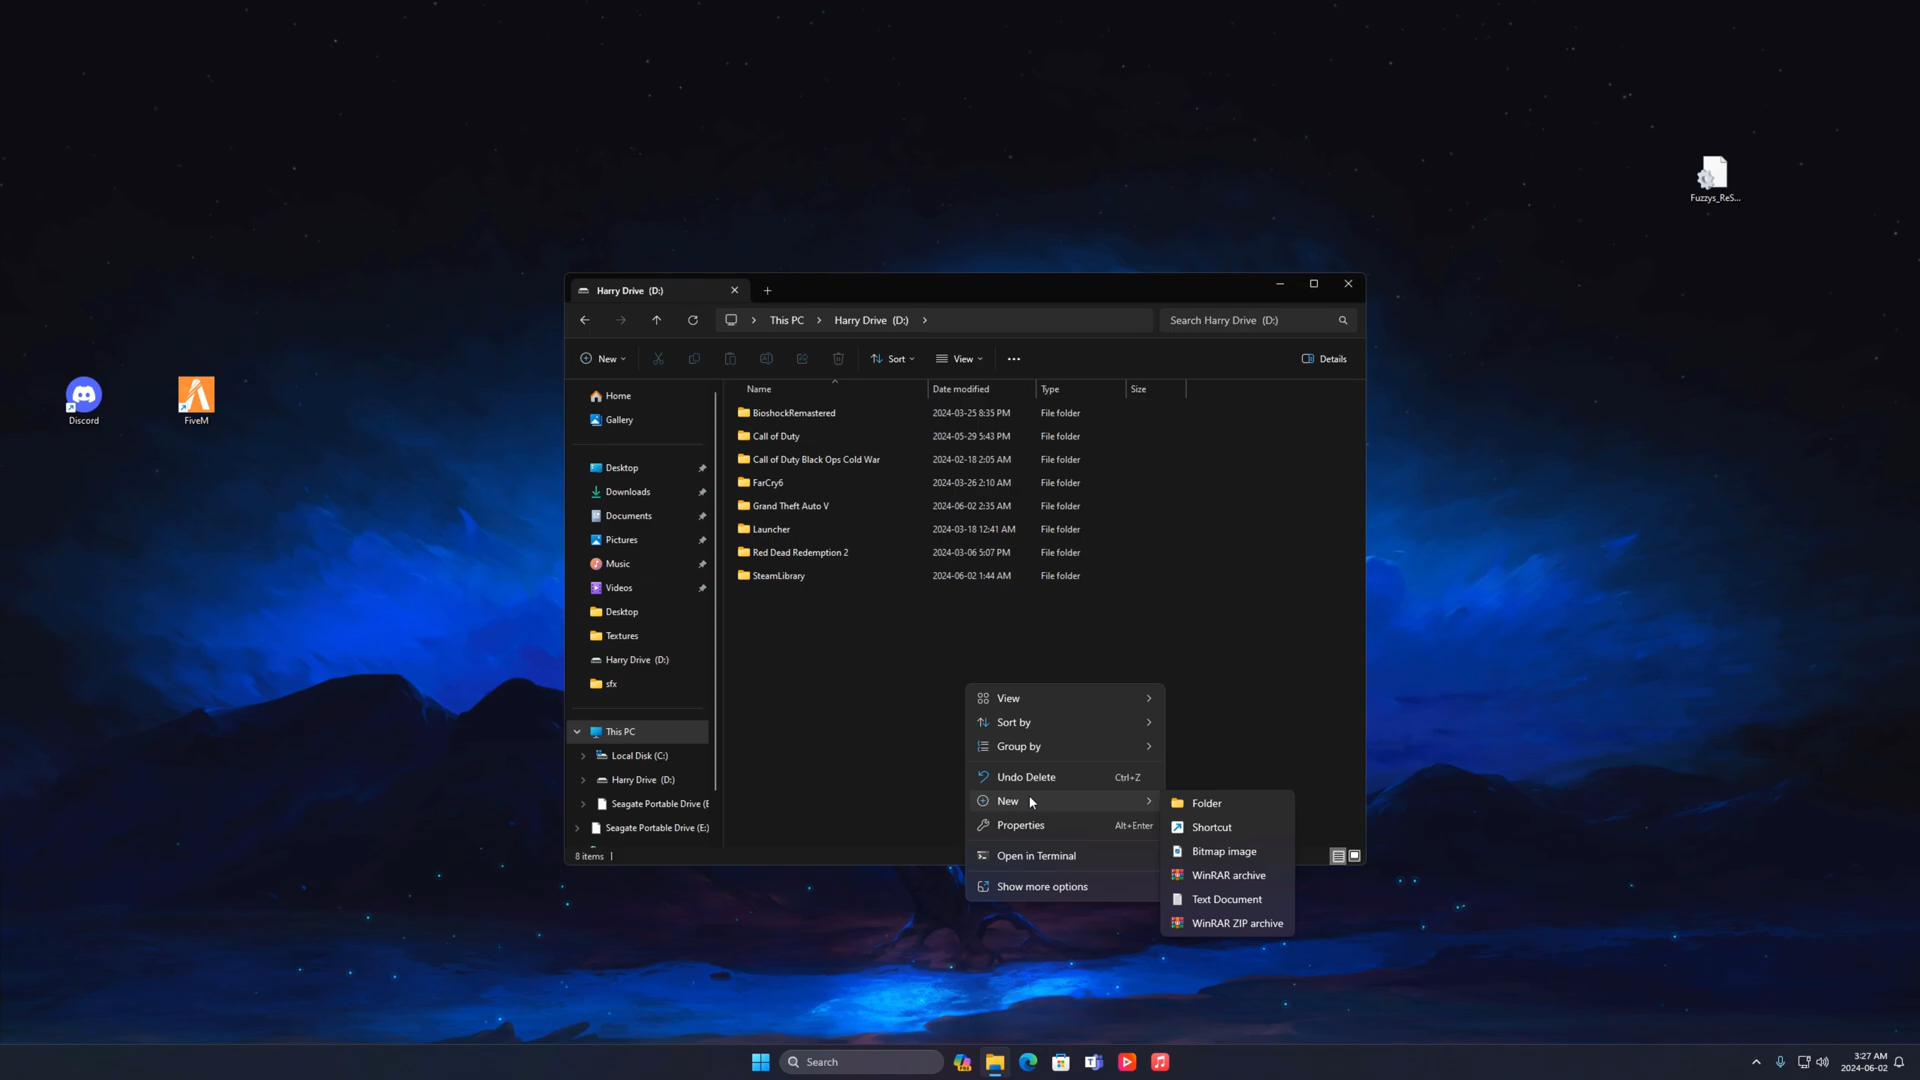 Fuzzys_ReS...
Discord
FiveM
Harry Drive (D:)
This PC
Harry Drive (D:)
Search Harry Drive (D:)
New
Sort
View
Details
Home
Gallery
Desktop
Downloads
Documents
Pictures
Music
Videos
Desktop
Textures
Harry Drive (D:)
sfx
This PC
Local Disk (C:)
Harry Drive (D:)
Seagate Portable Drive (E
Seagate Portable Drive (E:)
Name Date modified Type Size
BioshockRemastered 2024-03-25 8:35 PM File folder
Call of Duty 2024-05-29 5:43 PM File folder
Call of Duty Black Ops Cold War 2024-02-18 2:05 AM File folder
FarCry6 2024-03-26 2:10 AM File folder
Grand Theft Auto V 2024-06-02 2:35 AM File folder
Launcher 2024-03-18 12:41 AM File folder
Red Dead Redemption 2 2024-03-06 5:07 PM File folder
SteamLibrary 2024-06-02 1:44 AM File folder
8 items
View
Sort by
Group by
Undo Delete Ctrl+Z
New
Properties Alt+Enter
Open in Terminal
Show more options
Folder
Shortcut
Bitmap image
WinRAR archive
Text Document
WinRAR ZIP archive
Search
3:27 AM
2024-06-02